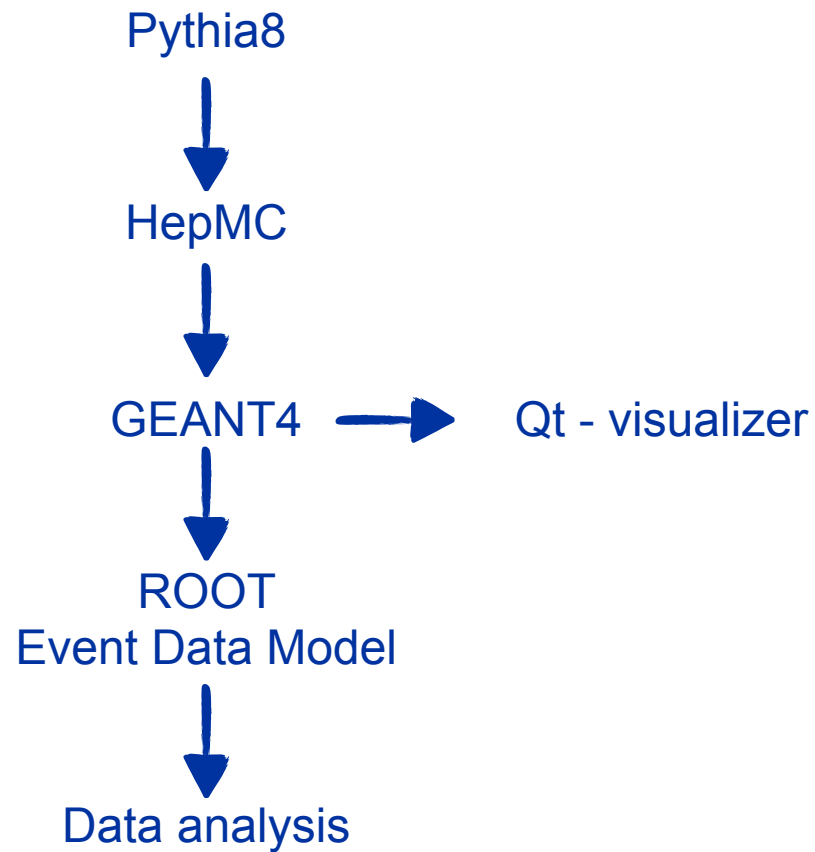 Pythia8
HepMC
GEANT4
Qt - visualizer
ROOT
Event Data Model
Data analysis